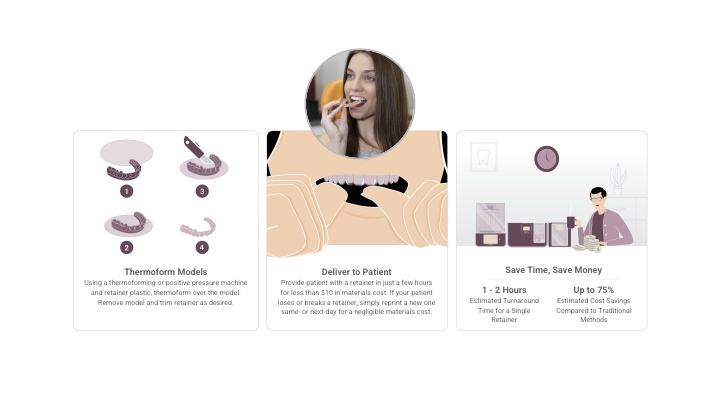 1
3
2
4
Thermoform Models
Using a thermoforming or positive pressure machine
and retainer plastic, thermoform over the model.
Remove model and trim retainer as desired.
Deliver to Patient
Provide patient with a retainer in just a few hours
for less than $10 in materials cost. If your patient
loses or breaks a retainer, simply reprint a new one
same- or next-day for a negligible materials cost.
Save Time, Save Money
1 - 2 Hours
Estimated Turnaround
Time for a Single
Retainer
Up to 75%
Estimated Cost Savings
Compared to Traditional
Methods